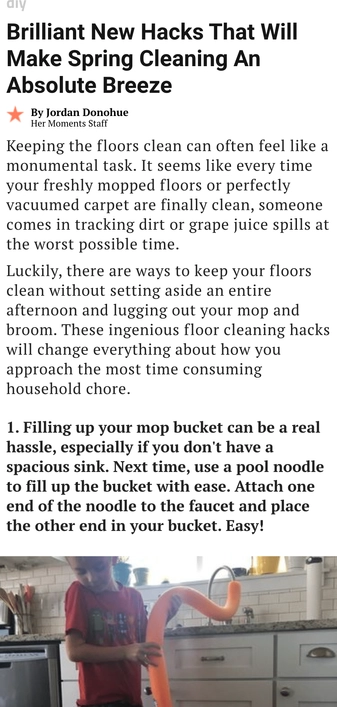 diy
Brilliant New Hacks That Will
Make Spring Cleaning An
Absolute Breeze
By Jordan Donohue
Her Moments Staff
Keeping the floors clean can often feel like a
monumental task. It seems like every time
your freshly mopped floors or perfectly
vacuumed carpet are finally clean, someone
comes in tracking dirt or grape juice spills at
the worst possible time.
Luckily, there are ways to keep your floors
clean without setting aside an entire
afternoon and lugging out your mop and
broom. These ingenious floor cleaning hacks
will change everything about how you
approach the most time consuming
household chore.
1. Filling up your mop bucket can be a real
hassle, especially if you don't have a
spacious sink. Next time, use a pool noodle
to fill up the bucket with ease. Attach one
end of the noodle to the faucet and place
the other end in your bucket. Easy!